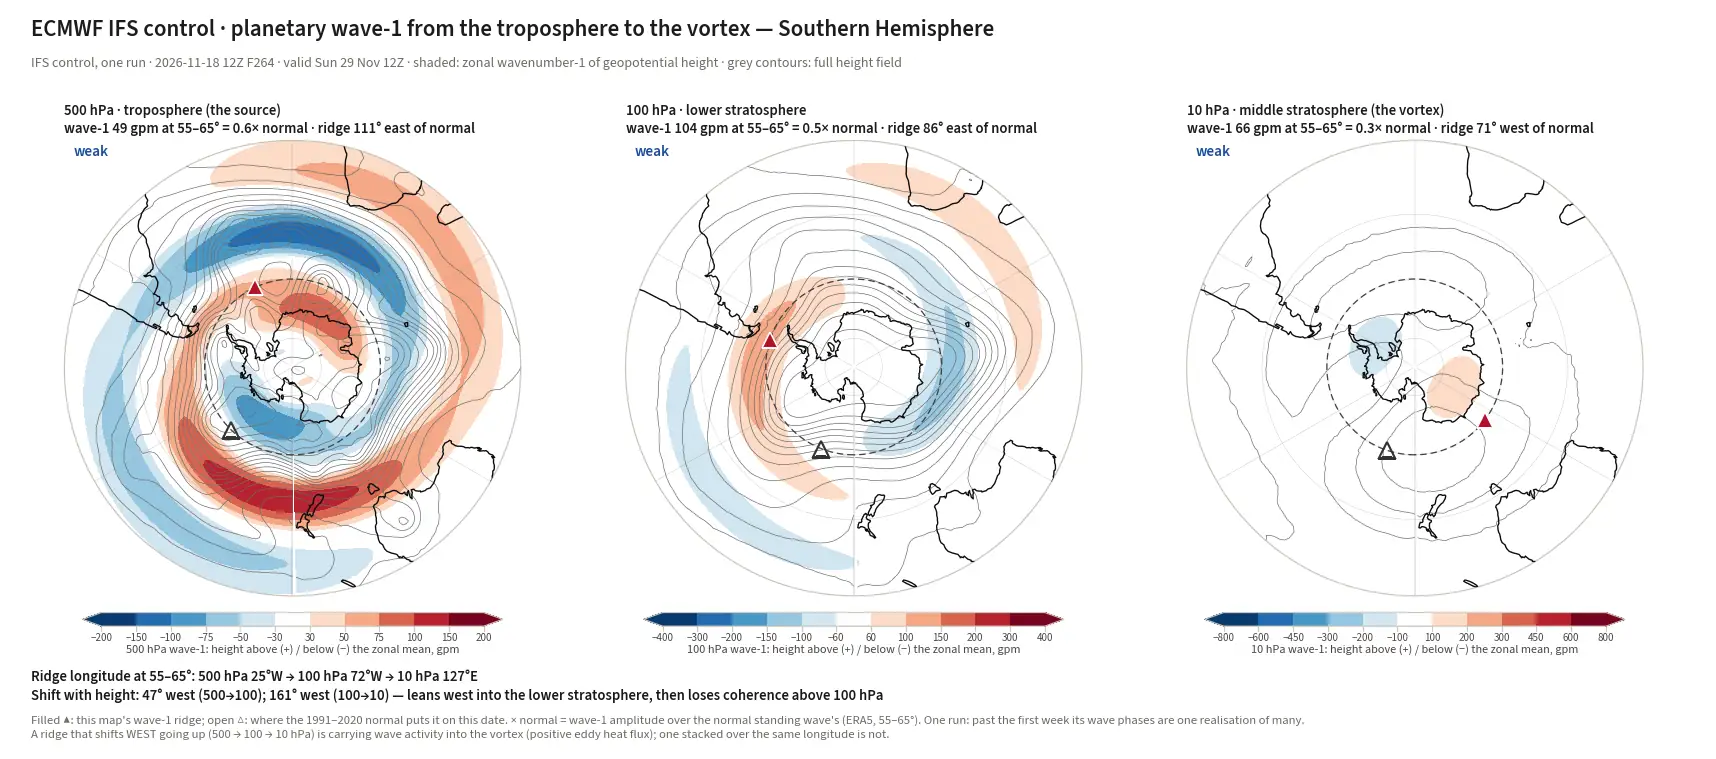 ECMWF IFS control · planetary wave-1 from the troposphere to the vortex — Southern Hemisphere
IFS control, one run · 2026-11-18 12Z F264 · valid Sun 29 Nov 12Z · shaded: zonal wavenumber-1 of geopotential height · grey contours: full height field
500 hPa · troposphere (the source)
wave-1 49 gpm at 55–65° = 0.6× normal · ridge 111° east of normal
weak
100 hPa · lower stratosphere
wave-1 104 gpm at 55–65° = 0.5× normal · ridge 86° east of normal
weak
10 hPa · middle stratosphere (the vortex)
wave-1 66 gpm at 55–65° = 0.3× normal · ridge 71° west of normal
weak
−200 −150 −100 −75 −50 −30 30 50 75 100 150 200
500 hPa wave-1: height above (+) / below (−) the zonal mean, gpm
−400 −300 −200 −150 −100 −60 60 100 150 200 300 400
100 hPa wave-1: height above (+) / below (−) the zonal mean, gpm
−800 −600 −450 −300 −200 −100 100 200 300 450 600 800
10 hPa wave-1: height above (+) / below (−) the zonal mean, gpm
Ridge longitude at 55–65°: 500 hPa 25°W → 100 hPa 72°W → 10 hPa 127°E
Shift with height: 47° west (500→100); 161° west (100→10) — leans west into the lower stratosphere, then loses coherence above 100 hPa
Filled ▲: this map's wave-1 ridge; open △: where the 1991–2020 normal puts it on this date. × normal = wave-1 amplitude over the normal standing wave's (ERA5, 55–65°). One run: past the first week its wave phases are one realisation of many.
A ridge that shifts WEST going up (500 → 100 → 10 hPa) is carrying wave activity into the vortex (positive eddy heat flux); one stacked over the same longitude is not.